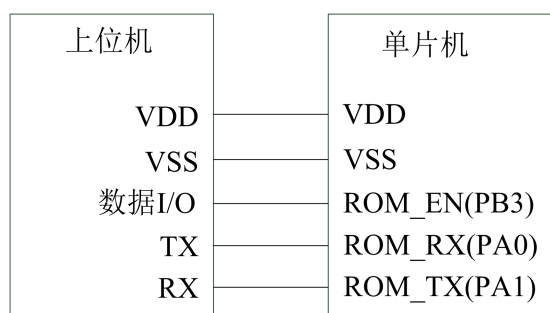 上位机 单片机
VDD VDD
VSS VSS
数据I/O ROM_EN(PB3)
TX ROM_RX(PA0)
RX ROM_TX(PA1)